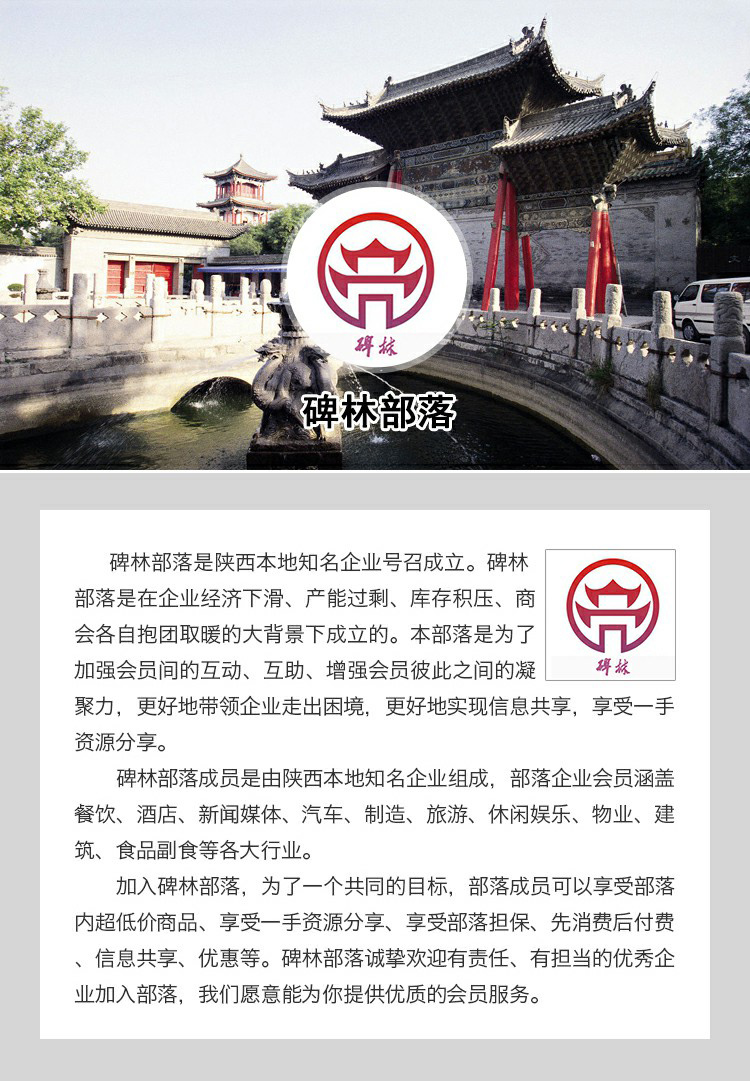 碑林
碑林部落
碑林部落是陕西本地知名企业号召成立。碑林
部落是在企业经济下滑、产能过剩、库存积压、商
会各自抱团取暖的大背景下成立的。本部落是为了
加强会员间的互动、互助、增强会员彼此之间的凝
聚力，更好地带领企业走出困境，更好地实现信息共享，享受一手
资源分享。
碑林
碑林部落成员是由陕西本地知名企业组成，部落企业会员涵盖
餐饮、酒店、新闻媒体、汽车、制造、旅游、休闲娱乐、物业、建
筑、食品副食等各大行业。
加入碑林部落，为了一个共同的目标，部落成员可以享受部落
内超低价商品、享受一手资源分享、享受部落担保、先消费后付费
、信息共享、优惠等。碑林部落诚挚欢迎有责任、有担当的优秀企
业加入部落，我们愿意能为你提供优质的会员服务。